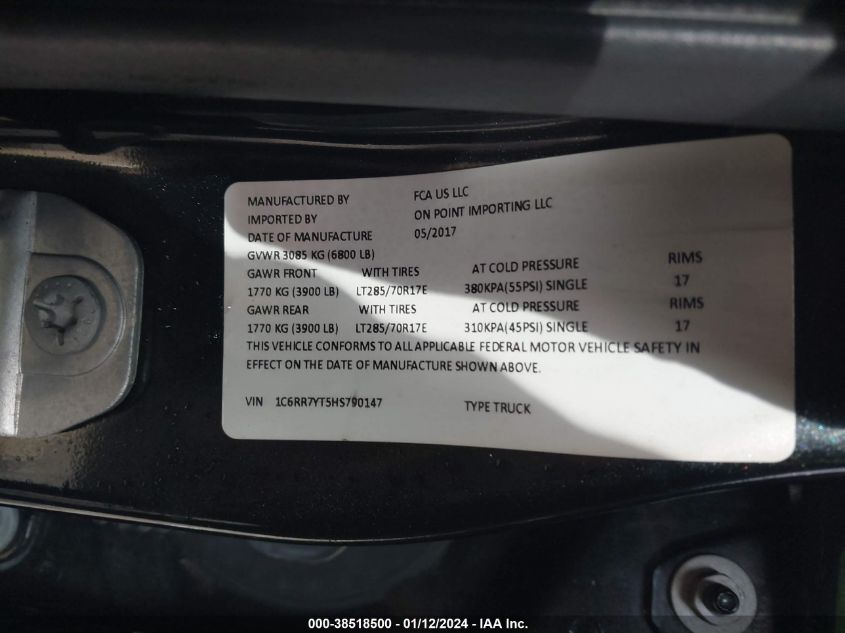 MANUFACTURED BY FCA US LLC
IMPORTED BY ON POINT IMPORTING LLC
DATE OF MANUFACTURE 05/2017
GVWR 3085 KG (6800 LB)
GAWR FRONT WITH TIRES AT COLD PRESSURE RIMS
1770 KG (3900 LB) LT285/70R17E 380KPA(55PSI) SINGLE 17
GAWR REAR WITH TIRES AT COLD PRESSURE RIMS
1770 KG (3900 LB) LT285/70R17E 310KPA(45PSI) SINGLE 17
THIS VEHICLE CONFORMS TO ALL APPLICABLE FEDERAL MOTOR VEHICLE SAFETY IN
EFFECT ON THE DATE OF MANUFACTURE SHOWN ABOVE.
VIN 1C6RR7YT5HS790147 TYPE TRUCK
000-38518500 - 01/12/2024 - IAA Inc.